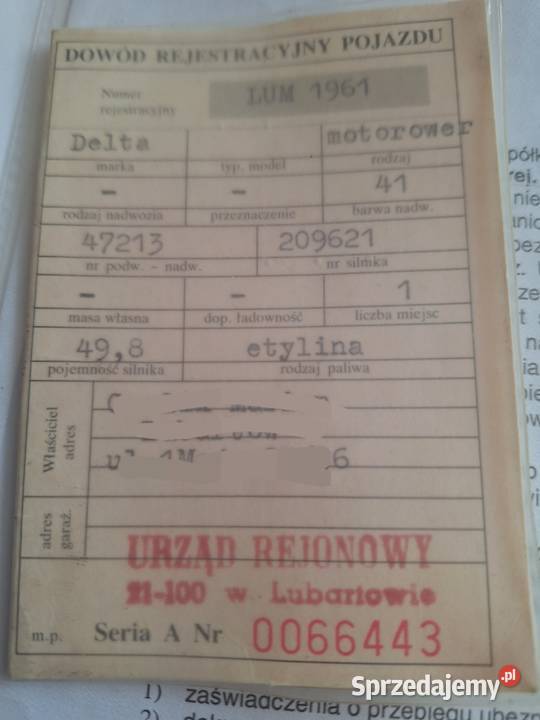 DOWÓD REJESTRACYJNY POJAZDU
Numer rejestracyjny
LUM 1961
Delta motorower
marka typ, model rodzaj
– – 41
rodzaj nadwozia przeznaczenie barwa nadw.
47213 209621
nr podw. - nadw. nr silnika
– – 1
masa własna dop. ładowność liczba miejsc
49,8 etylina
pojemność silnika rodzaj paliwa
Właściciel adres
6
adres garaż.
URZĄD REJONOWY
21-100 w Lubartowie
m.p. Seria A Nr 0066443
Sprzedajemy.pl
1) zaświadczenia o przebiegu
2)